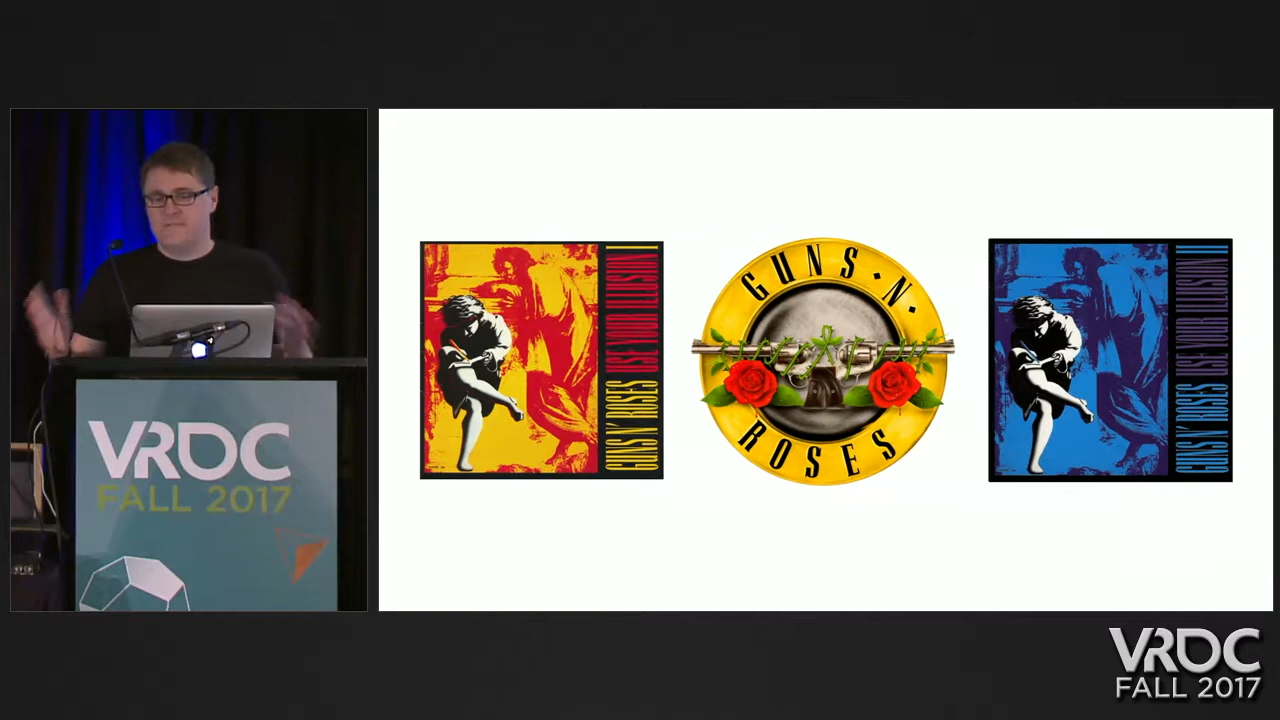 VRDC
FALL 2017
GUNS N' ROSES USE YOUR ILLUSION I
GUNS · N ·
ROSES
GUNS N' ROSES USE YOUR ILLUSION II
VRDC
FALL 2017